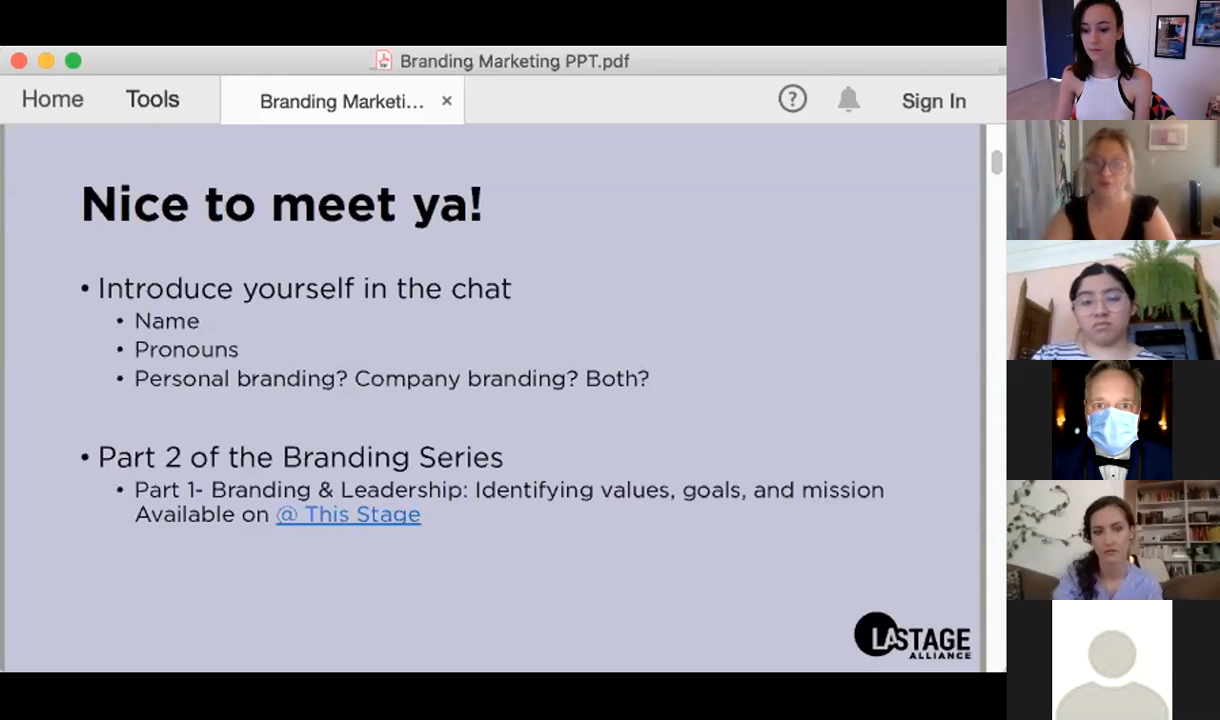 Branding Marketing PPT.pdf
Home Tools Branding Marketi... × ? Sign In
Nice to meet ya!
• Introduce yourself in the chat
• Name
• Pronouns
• Personal branding? Company branding? Both?
• Part 2 of the Branding Series
• Part 1- Branding & Leadership: Identifying values, goals, and mission
Available on @ This Stage
LA STAGE
ALLIANCE